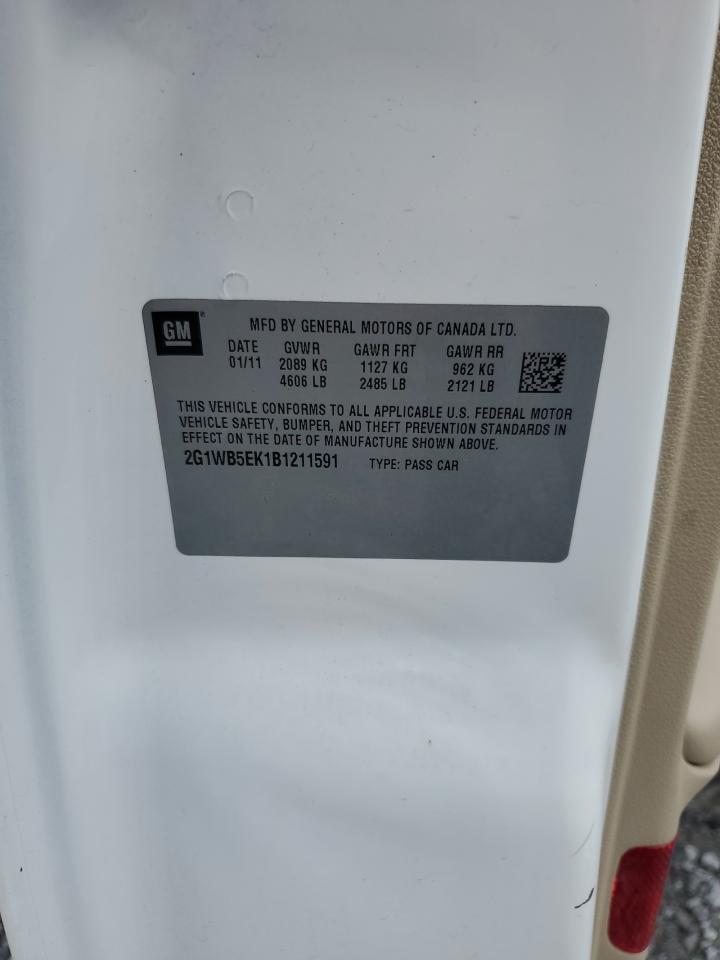 GM
MFD BY GENERAL MOTORS OF CANADA LTD.
DATE GVWR GAWR FRT GAWR RR
01/11 2089 KG 1127 KG 962 KG
4606 LB 2485 LB 2121 LB
THIS VEHICLE CONFORMS TO ALL APPLICABLE U.S. FEDERAL MOTOR
VEHICLE SAFETY, BUMPER, AND THEFT PREVENTION STANDARDS IN
EFFECT ON THE DATE OF MANUFACTURE SHOWN ABOVE.
2G1WB5EK1B1211591 TYPE: PASS CAR